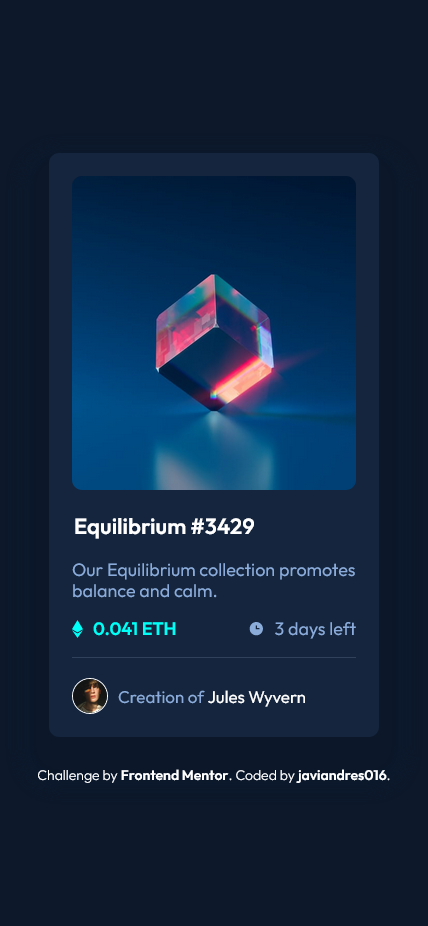 Equilibrium #3429
Our Equilibrium collection promotes
balance and calm.
0.041 ETH 3 days left
Creation of Jules Wyvern
Challenge by Frontend Mentor. Coded by javiandres016.